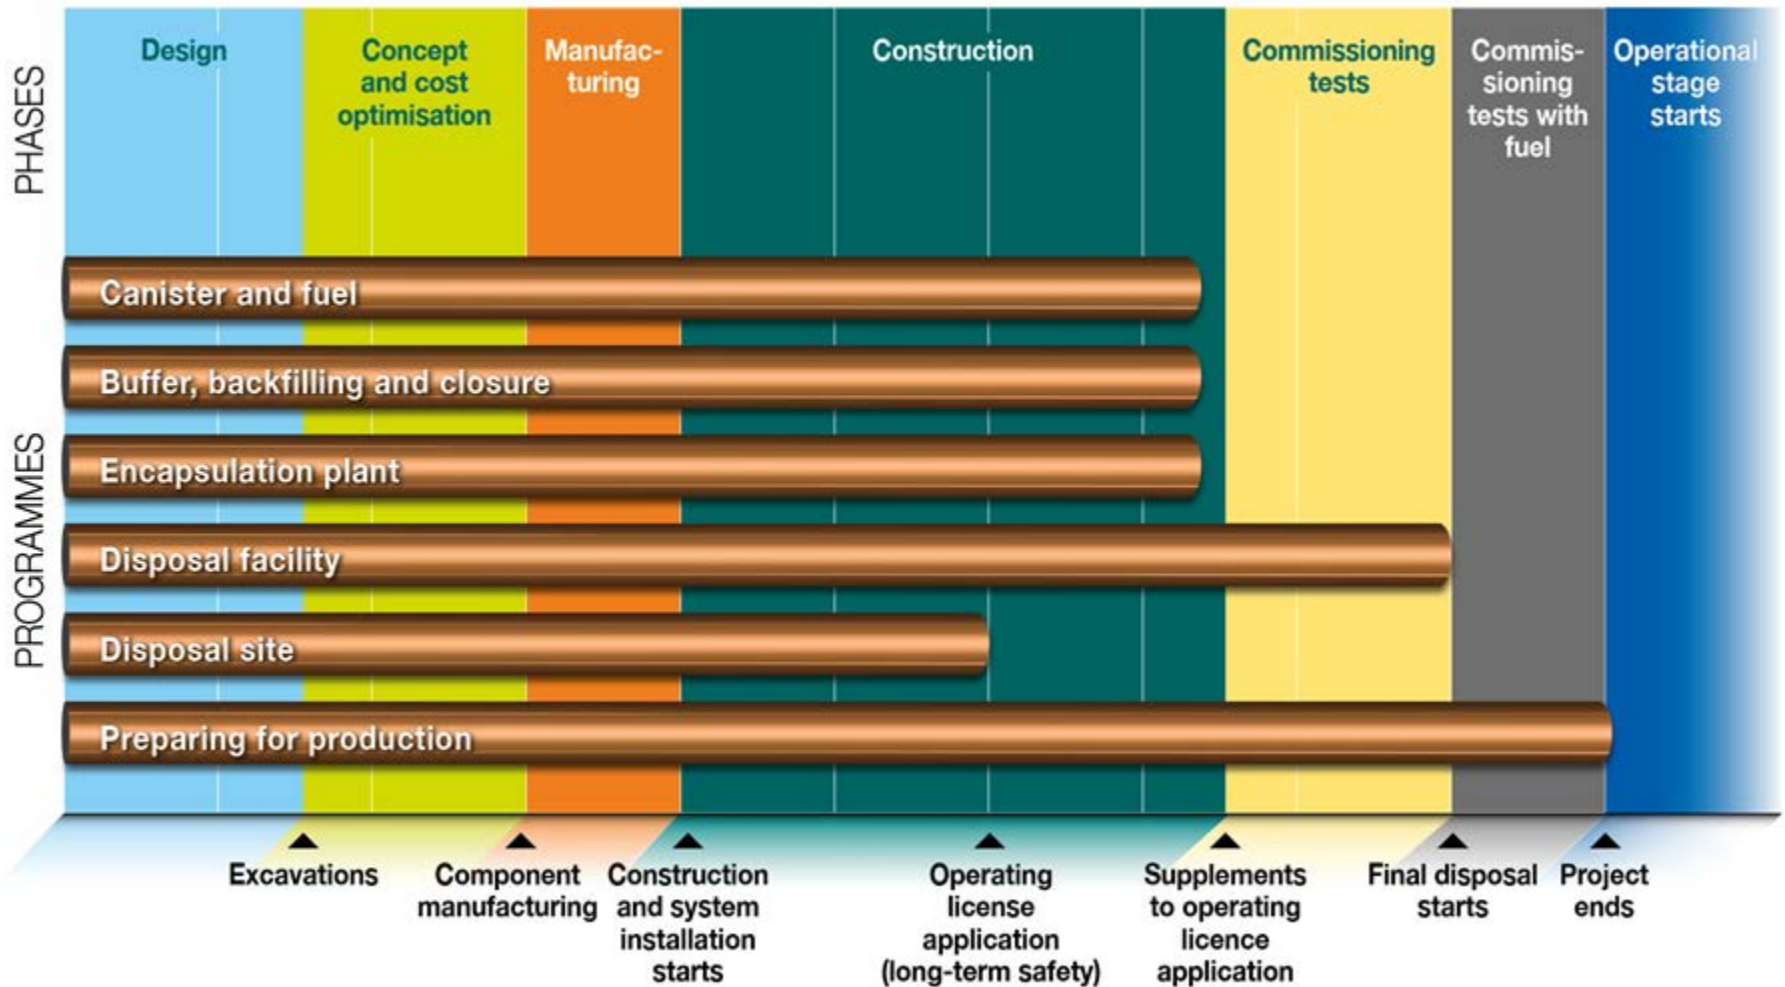 PHASES
Design
Concept
and cost
optimisation
Manufac-
turing
Construction
Commissioning
tests
Commis-
sioning
tests with
fuel
Operational
stage
starts
PROGRAMMES
Canister and fuel
Buffer, backfilling and closure
Encapsulation plant
Disposal facility
Disposal site
Preparing for production
Excavations
Component
manufacturing
Construction
and system
installation
starts
Operating
license
application
(long-term safety)
Supplements
to operating
licence
application
Final disposal
starts
Project
ends